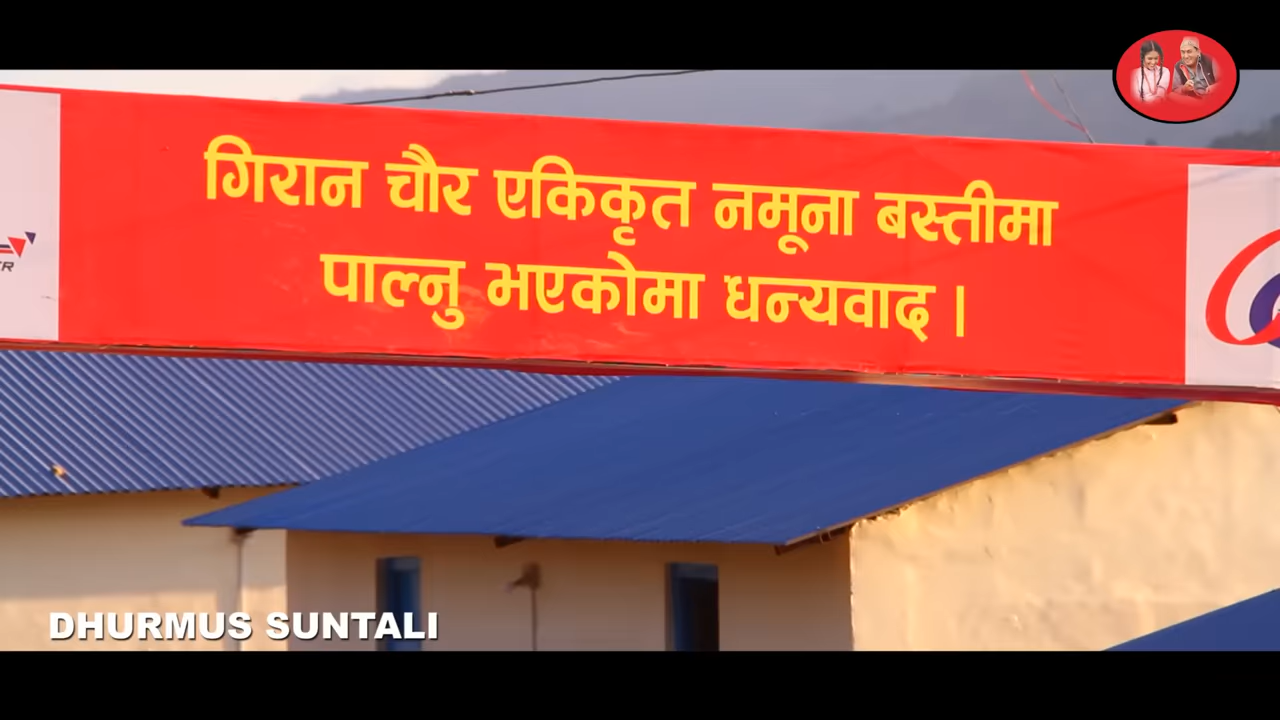 गिरान चौर एकिकृत नमूना बस्तीमा
पाल्नु भएकोमा धन्यवाद ।
DHURMUS SUNTALI